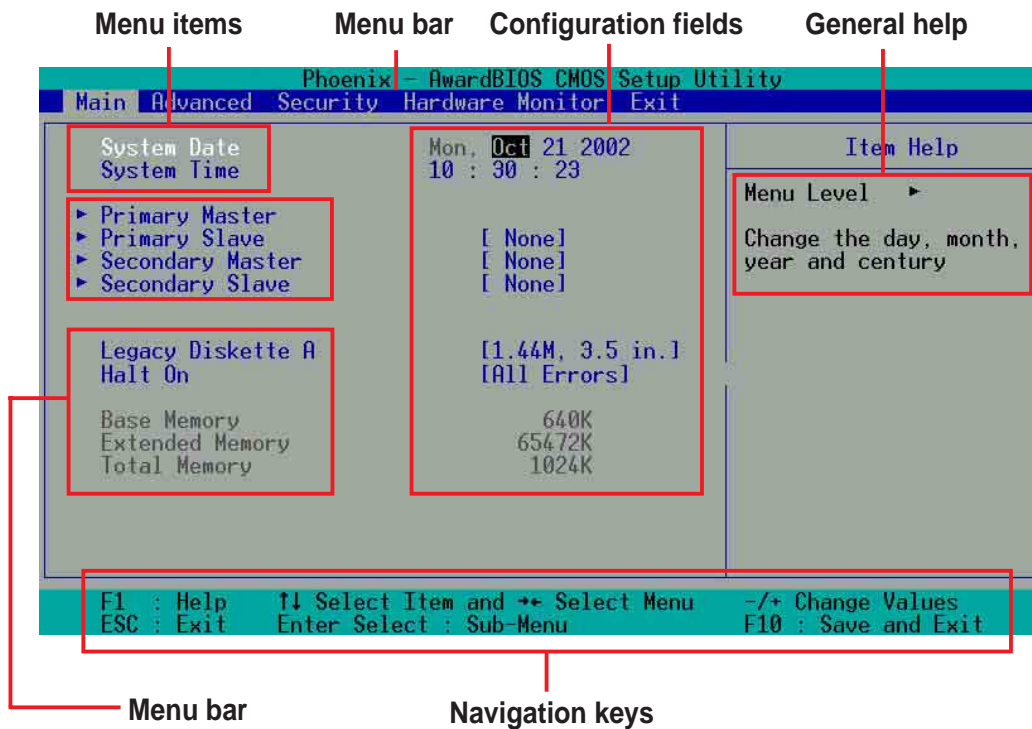 Menu items Menu bar Configuration fields General help
Phoenix - AwardBIOS CMOS Setup Utility
Main Advanced Security Hardware Monitor Exit
System Date Mon, Oct 21 2002
System Time 10 : 30 : 23
Item Help
Menu Level ►
Change the day, month,
year and century
► Primary Master
► Primary Slave [ None]
► Secondary Master [ None]
► Secondary Slave [ None]
Legacy Diskette A [1.44M, 3.5 in.]
Halt On [All Errors]
Base Memory 640K
Extended Memory 65472K
Total Memory 1024K
F1 : Help ↑↓ Select Item and →← Select Menu -/+ Change Values
ESC : Exit Enter Select : Sub-Menu F10 : Save and Exit
Menu bar Navigation keys